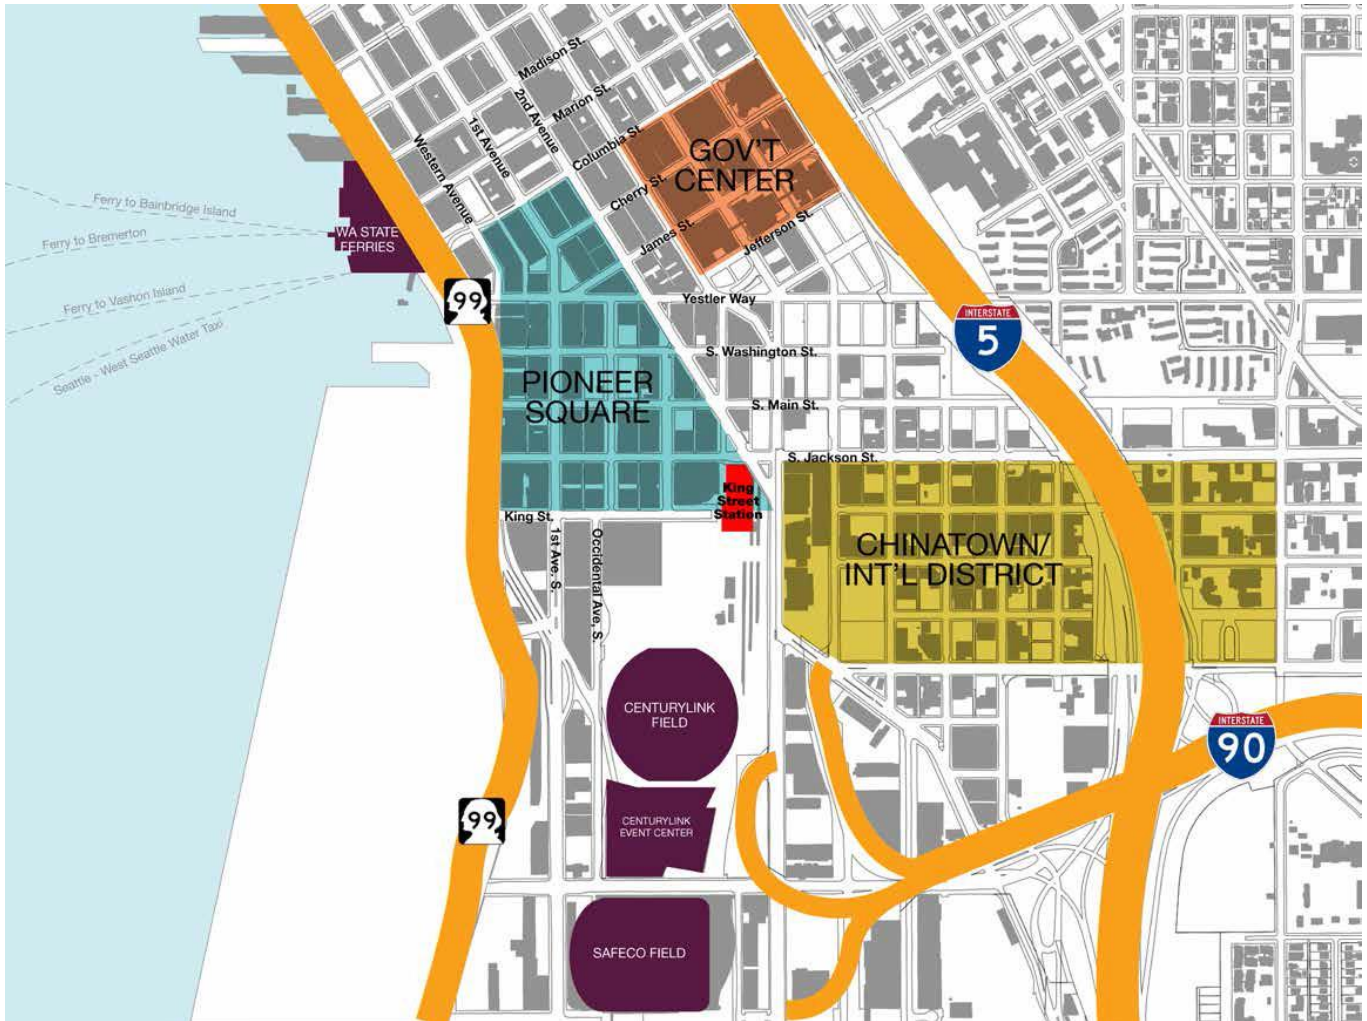 Madison St.
2nd Avenue
Marion St.
1st Avenue
Columbia St.
Western Avenue
GOV'T
CENTER
Cherry St.
Ferry to Bainbridge Island
WA STATE
FERRIES
Ferry to Bremerton
James St.
Jefferson St.
Ferry to Vashon Island
99
Yestler Way
INTERSTATE
5
Seattle - West Seattle Water Taxi
S. Washington St.
PIONEER
SQUARE
S. Main St.
S. Jackson St.
King
Street
Station
King St.
1st Ave. S.
Occidental Ave, S.
CHINATOWN/
INT'L DISTRICT
CENTURYLINK
FIELD
INTERSTATE
90
99
CENTURYLINK
EVENT CENTER
SAFECO FIELD